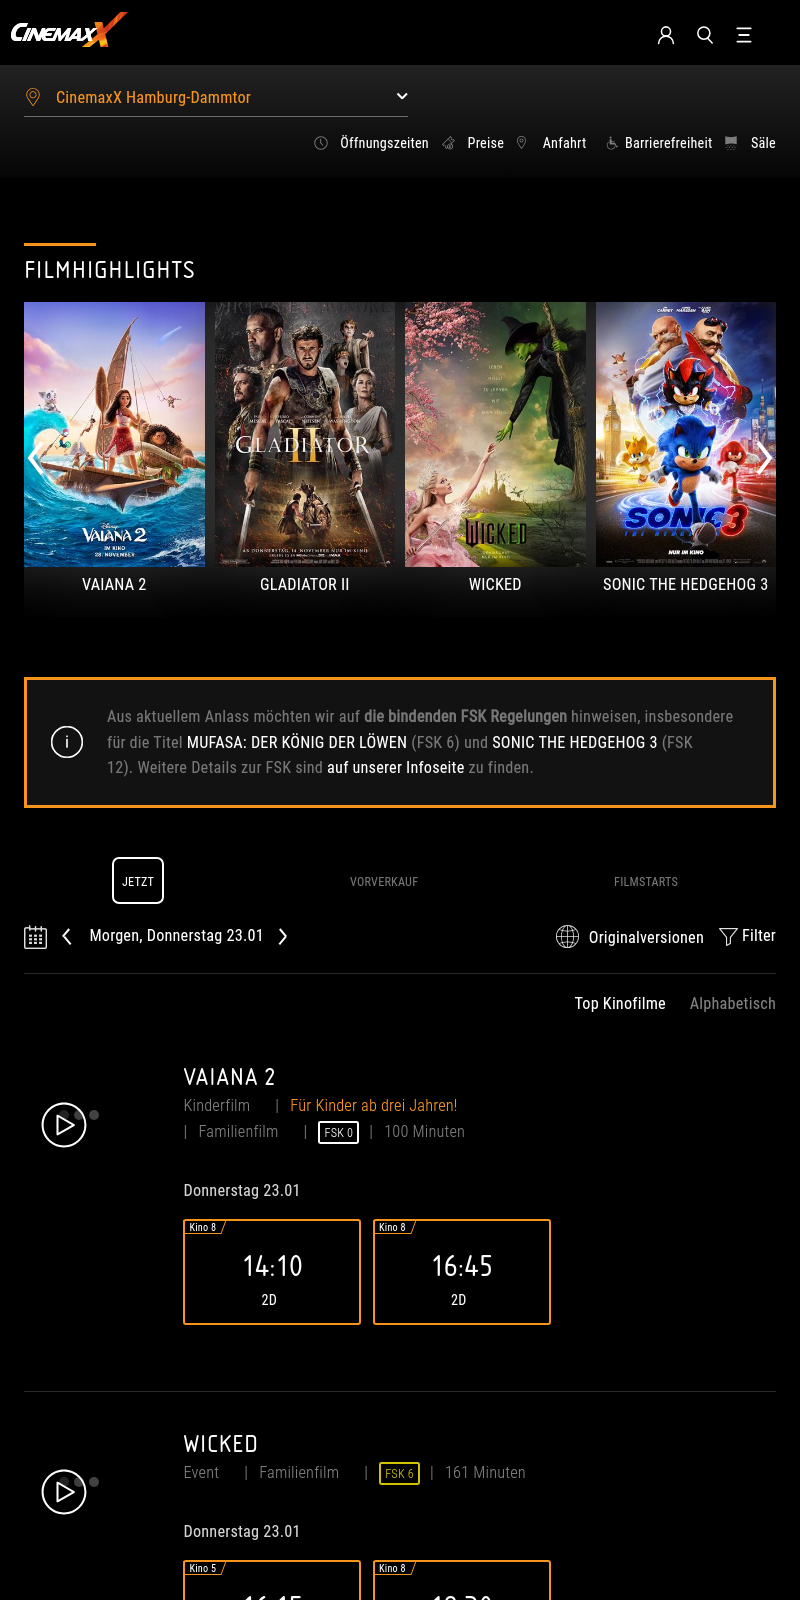 CINEMAXX
CinemaxX Hamburg-Dammtor
Öffnungszeiten Preise Anfahrt Barrierefreiheit Säle
FILMHIGHLIGHTS
GLADIATOR
II
Disney
VAIANA 2
IM KINO
28. NOVEMBER
WICKED
SONIC 3
NUR IM KINO
VAIANA 2
GLADIATOR II
WICKED
SONIC THE HEDGEHOG 3
Aus aktuellem Anlass möchten wir auf die bindenden FSK Regelungen hinweisen, insbesondere
für die Titel MUFASA: DER KÖNIG DER LÖWEN (FSK 6) und SONIC THE HEDGEHOG 3 (FSK
12). Weitere Details zur FSK sind auf unserer Infoseite zu finden.
JETZT VORVERKAUF FILMSTARTS
Morgen, Donnerstag 23.01 Originalversionen Filter
Top Kinofilme Alphabetisch
VAIANA 2
Kinderfilm | Für Kinder ab drei Jahren!
| Familienfilm | FSK 0 | 100 Minuten
Donnerstag 23.01
Kino 8 Kino 8
14:10 16:45
2D 2D
WICKED
Event | Familienfilm | FSK 6 | 161 Minuten
Donnerstag 23.01
Kino 5 Kino 8